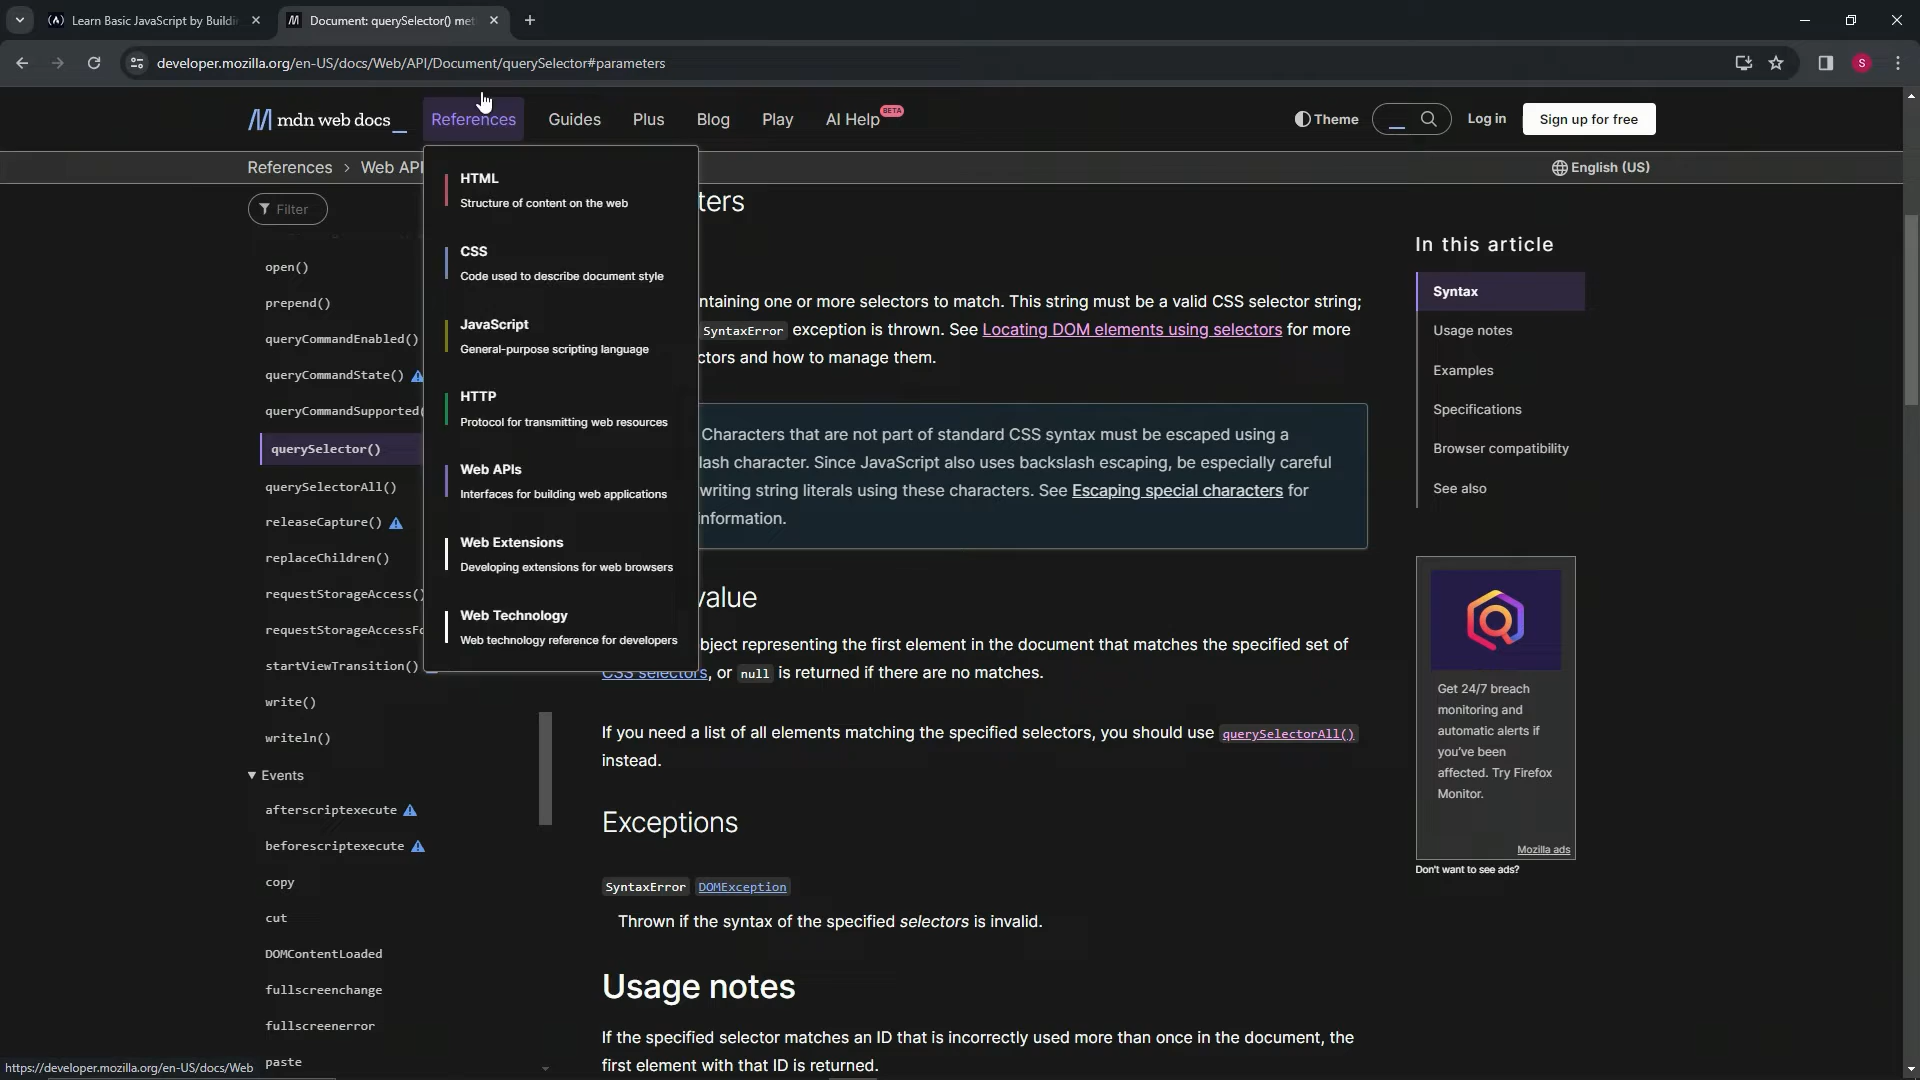 Learn Basic JavaScript by Buildi
Document: querySelector() met
developer.mozilla.org/en-US/docs/Web/API/Document/querySelector#parameters
S
mdn web docs
References
Guides
Plus
Blog
Play
AI Help
BETA
Theme
Log in
Sign up for free
References > Web API
English (US)
Filter
open()
prepend()
queryCommandEnabled()
queryCommandState()
queryCommandSupported(
querySelector()
querySelectorAll()
releaseCapture()
replaceChildren()
requestStorageAccess()
requestStorageAccessFo
startViewTransition()
write()
writeln()
Events
afterscriptexecute
beforescriptexecute
copy
cut
DOMContentLoaded
fullscreenchange
fullscreenerror
paste
HTML
Structure of content on the web
CSS
Code used to describe document style
JavaScript
General-purpose scripting language
HTTP
Protocol for transmitting web resources
Web APIs
Interfaces for building web applications
Web Extensions
Developing extensions for web browsers
Web Technology
Web technology reference for developers
ters
ntaining one or more selectors to match. This string must be a valid CSS selector string;
SyntaxError exception is thrown. See Locating DOM elements using selectors for more
ctors and how to manage them.
Characters that are not part of standard CSS syntax must be escaped using a
lash character. Since JavaScript also uses backslash escaping, be especially careful
writing string literals using these characters. See Escaping special characters for
information.
value
bject representing the first element in the document that matches the specified set of
CSS selectors, or null is returned if there are no matches.
If you need a list of all elements matching the specified selectors, you should use querySelectorAll()
instead.
Exceptions
SyntaxError DOMException
Thrown if the syntax of the specified selectors is invalid.
Usage notes
If the specified selector matches an ID that is incorrectly used more than once in the document, the
first element with that ID is returned.
In this article
Syntax
Usage notes
Examples
Specifications
Browser compatibility
See also
Get 24/7 breach
monitoring and
automatic alerts if
you've been
affected. Try Firefox
Monitor.
Mozilla ads
Don't want to see ads?
https://developer.mozilla.org/en-US/docs/Web